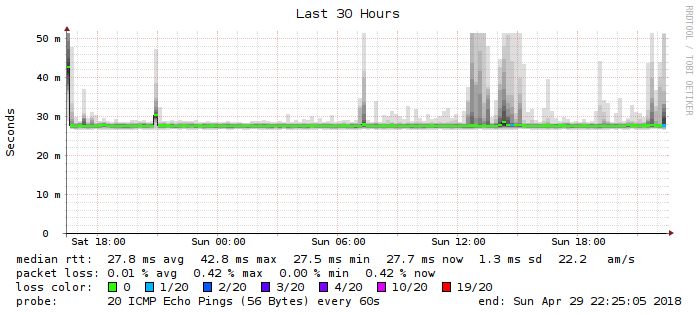 Last 30 Hours
RRDTOOL / TOBI OETIKER
Seconds
50 m
40 m
30 m
20 m
10 m
0
Sat 18:00 Sun 00:00 Sun 06:00 Sun 12:00 Sun 18:00
median rtt: 27.8 ms avg 42.8 ms max 27.5 ms min 27.7 ms now 1.3 ms sd 22.2 am/s
packet loss: 0.01 % avg 0.42 % max 0.00 % min 0.42 % now
loss color: 0 1/20 2/20 3/20 4/20 10/20 19/20
probe: 20 ICMP Echo Pings (56 Bytes) every 60s end: Sun Apr 29 22:25:05 2018